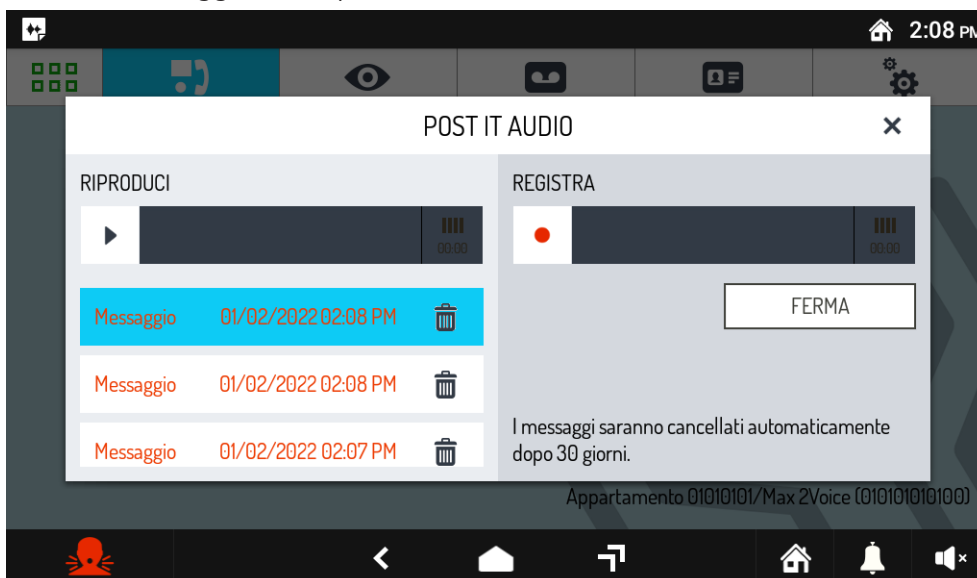 2:08 PM
POST IT AUDIO
RIPRODUCI
00:00
Messaggio 01/02/2022 02:08 PM
Messaggio 01/02/2022 02:08 PM
Messaggio 01/02/2022 02:07 PM
REGISTRA
00:00
FERMA
I messaggi saranno cancellati automaticamente
dopo 30 giorni.
Appartamento 01010101/Max 2Voice (010101010100)